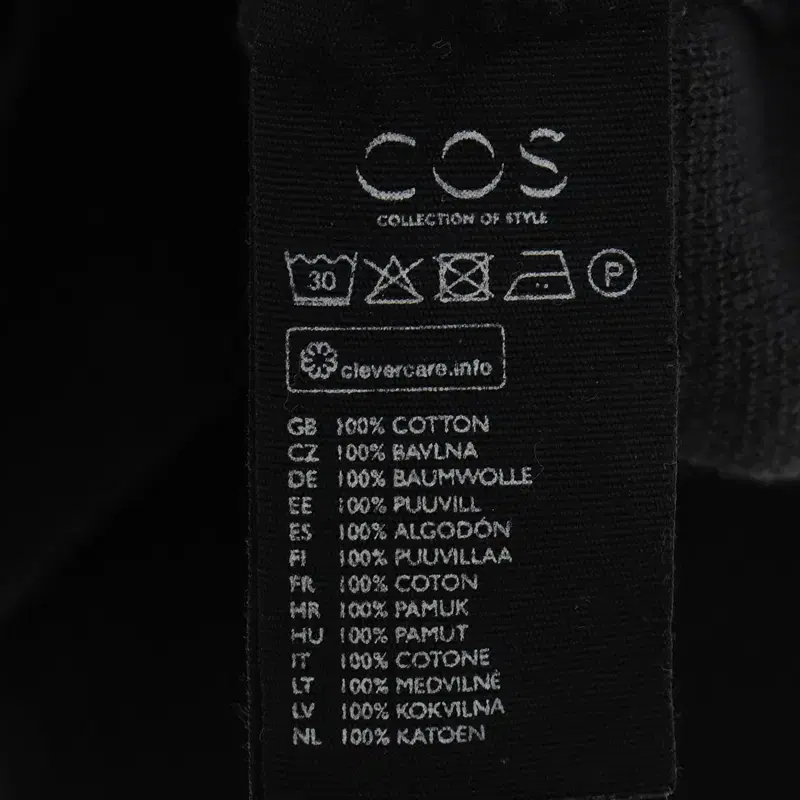 COS
COLLECTION OF STYLE
30 P
clevercare.info
GB 100% COTTON
CZ 100% BAVLNA
DE 100% BAUMWOLLE
EE 100% PUUVILL
ES 100% ALGODÓN
FI 100% PUUVILLAA
FR 100% COTON
HR 100% PAMUK
HU 100% PAMUT
IT 100% COTONE
LT 100% MEDVILNĖ
LV 100% KOKVILNA
NL 100% KATOEN